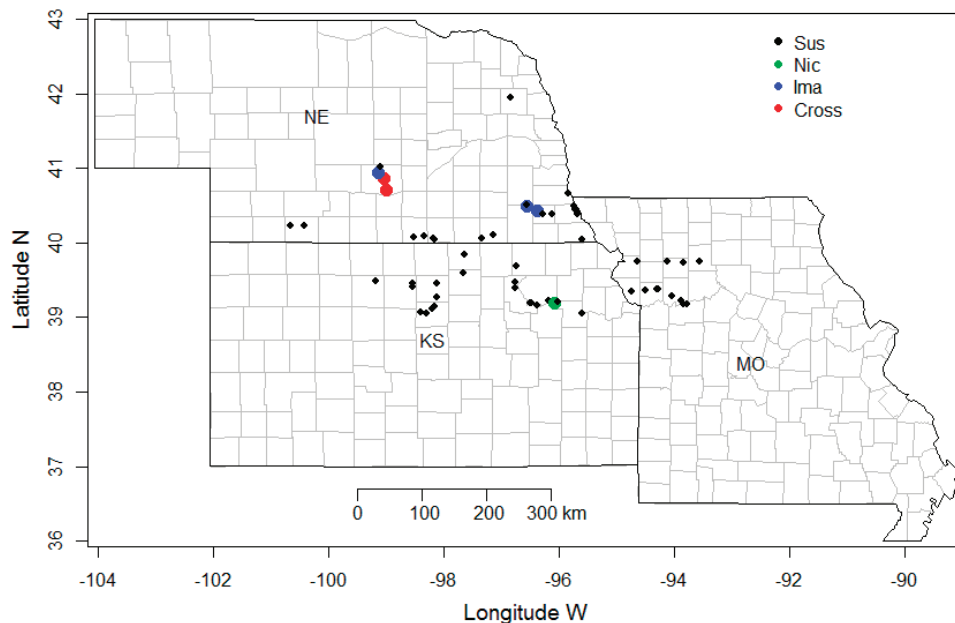 43
42
41
40
39
38
37
36
Latitude N
NE
KS
MO
Sus
Nic
Ima
Cross
0 100 200 300 km
-104 -102 -100 -98 -96 -94 -92 -90
Longitude W